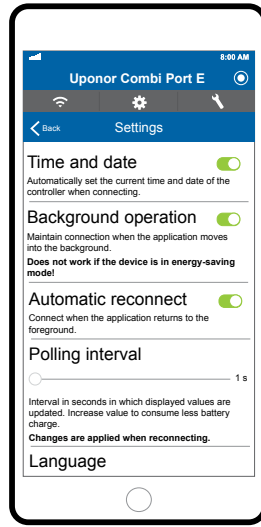 8:00 AM
Uponor Combi Port E
Back
Settings
Time and date
Automatically set the current time and date of the
controller when connecting.
Background operation
Maintain connection when the application moves
into the background.
Does not work if the device is in energy-saving
mode!
Automatic reconnect
Connect when the application returns to the
foreground.
Polling interval
1 s
Interval in seconds in which displayed values are
updated. Increase value to consume less battery
charge.
Changes are applied when reconnecting.
Language